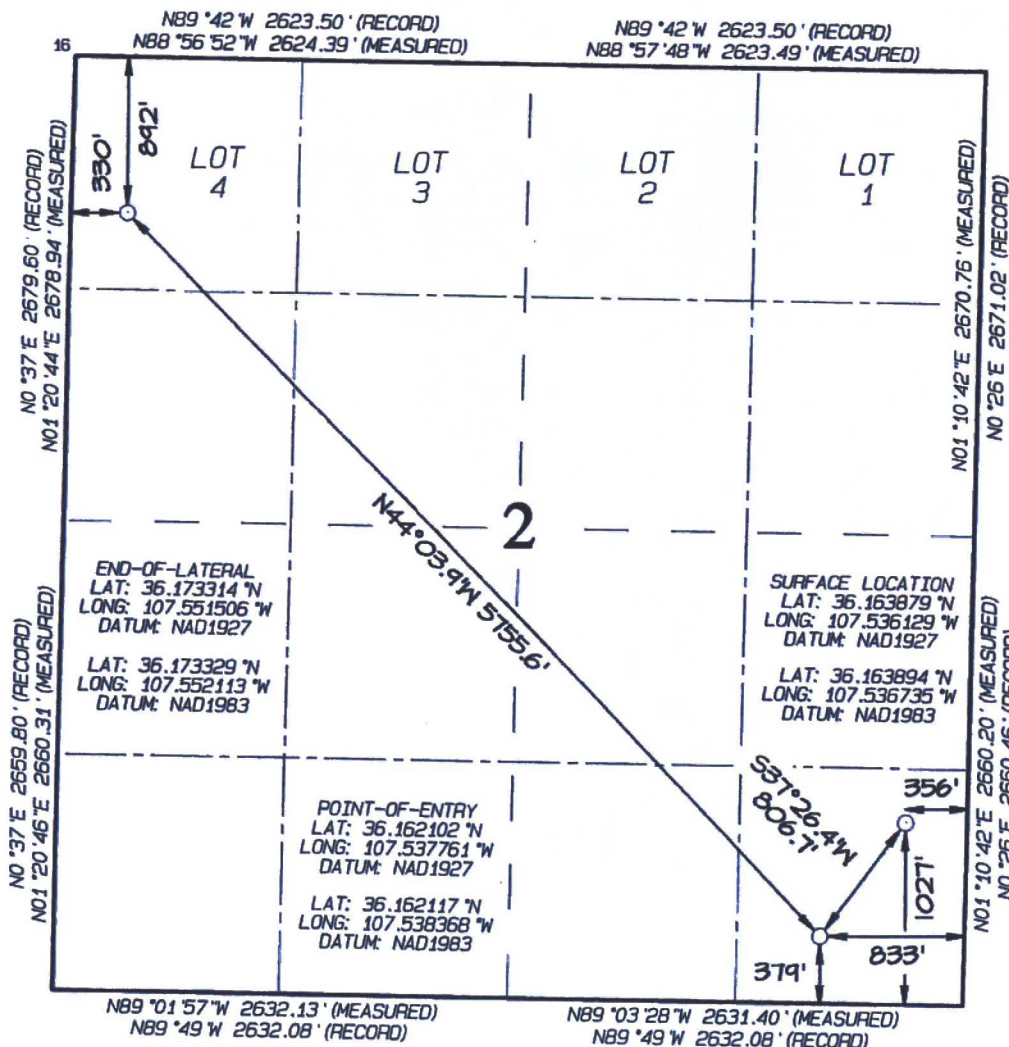 N89°42'W 2623.50' (RECORD)
N88°56'52"W 2624.39' (MEASURED)
N89°42'W 2623.50' (RECORD)
N88°57'48"W 2623.49' (MEASURED)
16
330'
892'
LOT
4
LOT
3
LOT
2
LOT
1
N0°37'E 2679.60' (RECORD)
N01°20'44"E 2678.94' (MEASURED)
N01°10'42"E 2670.76' (MEASURED)
N0°26'E 2671.02' (RECORD)
2
N44°03.9'W 5755.6'
END-OF-LATERAL
LAT: 36.173314°N
LONG: 107.551506°W
DATUM: NAD1927
LAT: 36.173329°N
LONG: 107.552113°W
DATUM: NAD1983
SURFACE LOCATION
LAT: 36.163879°N
LONG: 107.536129°W
DATUM: NAD1927
LAT: 36.163894°N
LONG: 107.536735°W
DATUM: NAD1983
N0°37'E 2659.80' (RECORD)
N01°20'46"E 2660.31' (MEASURED)
N01°10'42"E 2660.20' (MEASURED)
N0°26'E 2660.46' (RECORD)
POINT-OF-ENTRY
LAT: 36.162102°N
LONG: 107.537761°W
DATUM: NAD1927
LAT: 36.162117°N
LONG: 107.538368°W
DATUM: NAD1983
S37°26.4'W
806.7'
356'
1027'
833'
379'
N89°01'57"W 2632.13' (MEASURED)
N89°49'W 2632.08' (RECORD)
N89°03'28"W 2631.40' (MEASURED)
N89°49'W 2632.08' (RECORD)